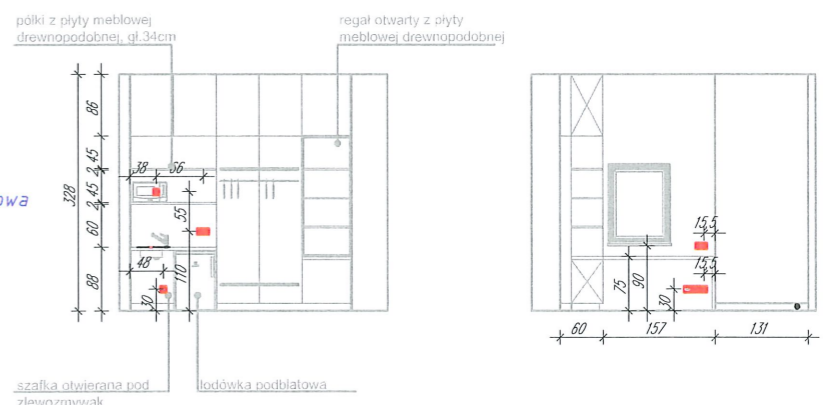 półki z płyty meblowej
drewnopodobnej, gł.34cm
regał otwarty z płyty
meblowej drewnopodobnej
owa
328
86
2,45
2,45
60
88
38
56
55
110
48
30
75
90
30
15,5
15,5
60
157
131
szafka otwierana pod
zlewozmywak
lodówka podblatowa